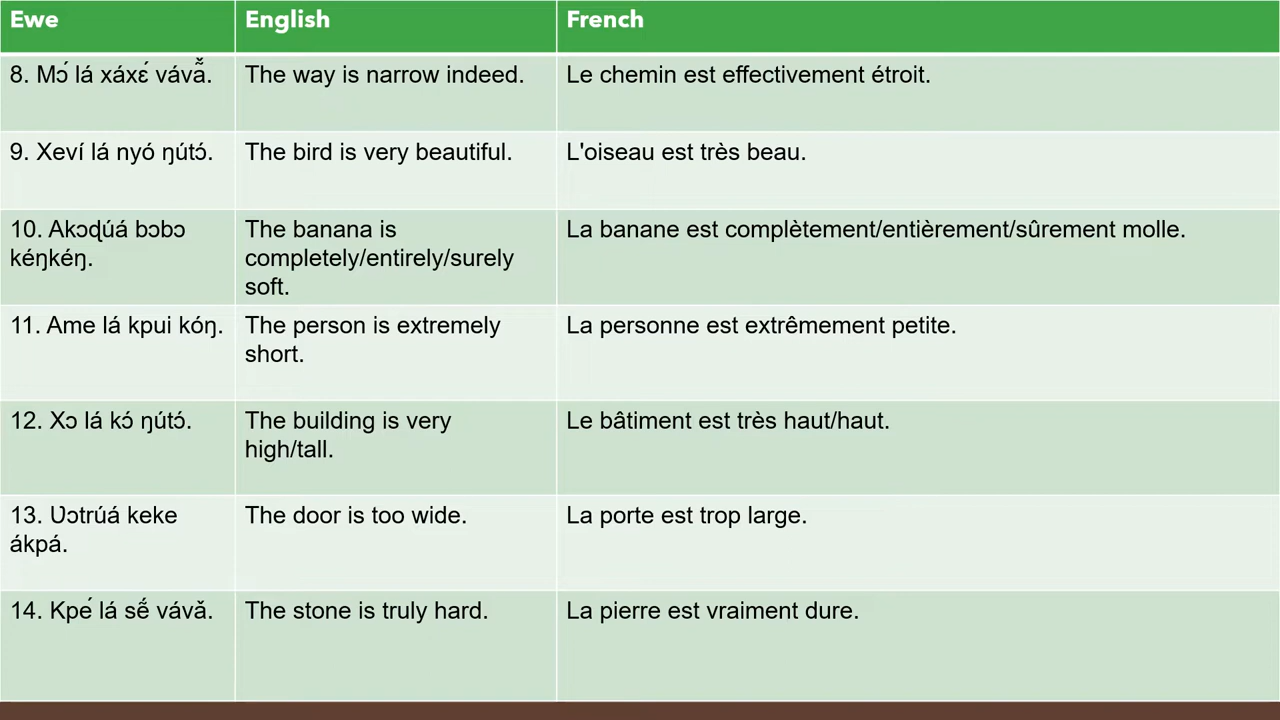 Ewe
English
French
8. Mɔ́ lá xáxɛ́ vávã̌.
The way is narrow indeed.
Le chemin est effectivement étroit.
9. Xeví lá nyó ŋútɔ́.
The bird is very beautiful.
L'oiseau est très beau.
10. Akɔɖúá bɔbɔ
kéŋkéŋ.
The banana is
completely/entirely/surely
soft.
La banane est complètement/entièrement/sûrement molle.
11. Ame lá kpui kóŋ.
The person is extremely
short.
La personne est extrêmement petite.
12. Xɔ lá kɔ́ ŋútɔ́.
The building is very
high/tall.
Le bâtiment est très haut/haut.
13. Ʋɔtrúá keke
ákpá.
The door is too wide.
La porte est trop large.
14. Kpé lá sẽ́ vávǎ.
The stone is truly hard.
La pierre est vraiment dure.